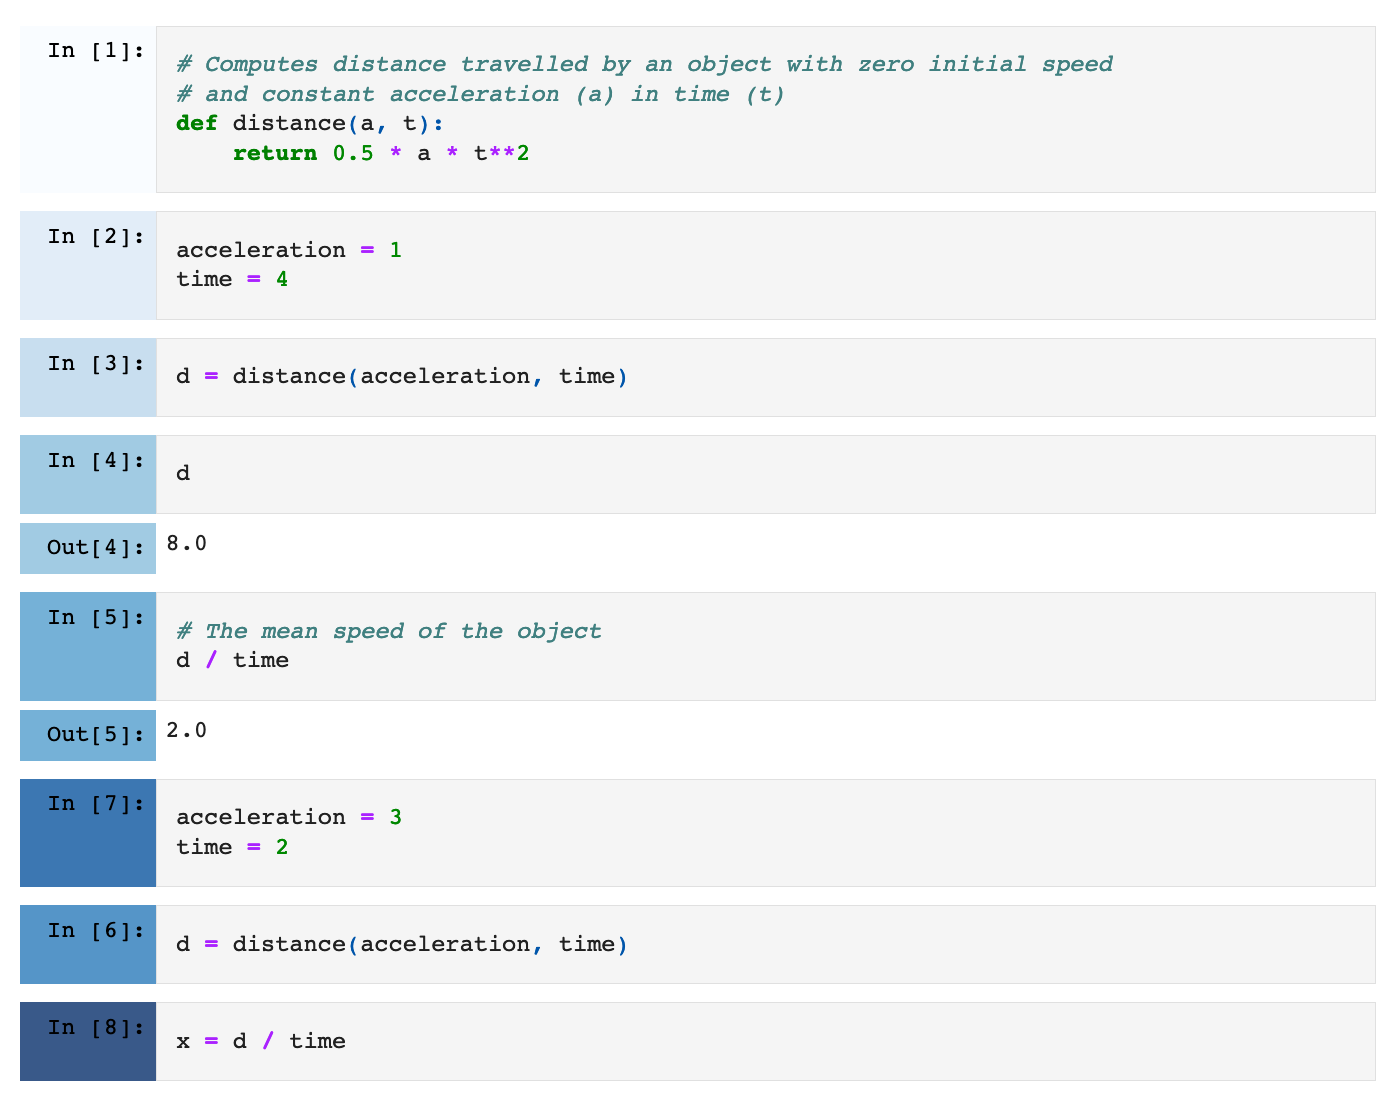 In [1]:
# Computes distance travelled by an object with zero initial speed
# and constant acceleration (a) in time (t)
def distance(a, t):
    return 0.5 * a * t**2
In [2]:
acceleration = 1
time = 4
In [3]:
d = distance(acceleration, time)
In [4]:
d
Out[4]:
8.0
In [5]:
# The mean speed of the object
d / time
Out[5]:
2.0
In [7]:
acceleration = 3
time = 2
In [6]:
d = distance(acceleration, time)
In [8]:
x = d / time